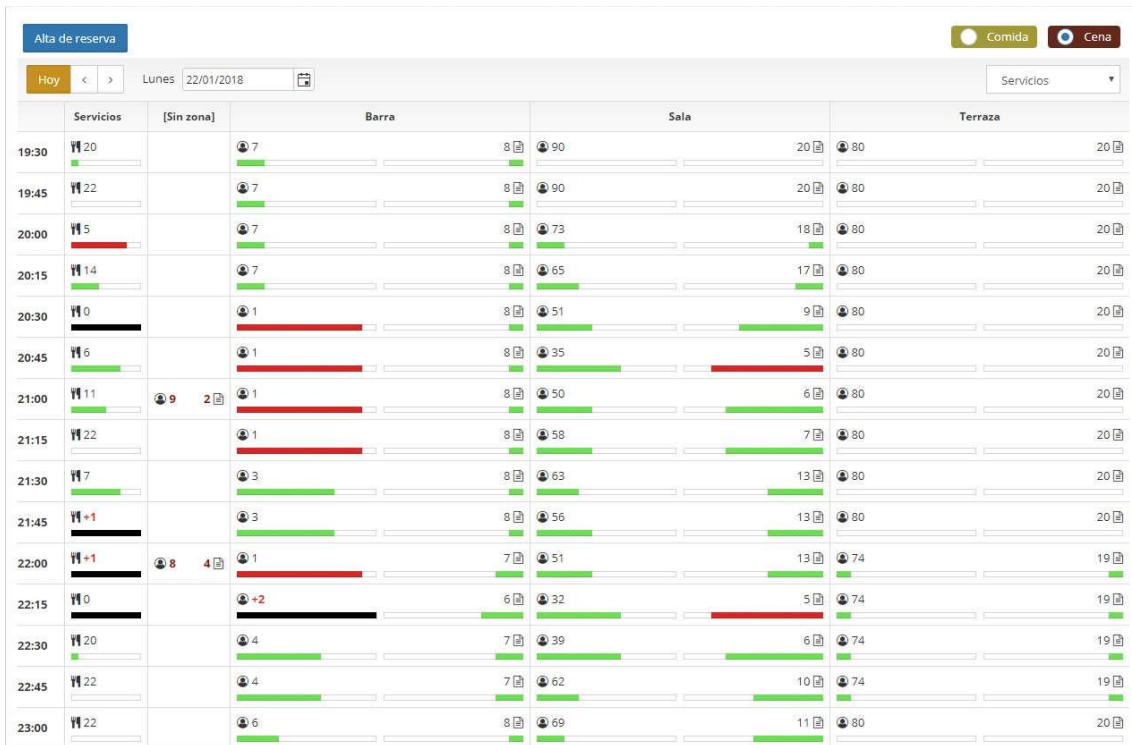 Alta de reserva Comida Cena
Hoy < > Lunes 22/01/2018 Servicios
Servicios [Sin zona] Barra Sala Terraza
19:30 20 7 8 90 20 80 20
19:45 22 7 8 90 20 80 20
20:00 5 7 8 73 18 80 20
20:15 14 7 8 65 17 80 20
20:30 0 1 8 51 9 80 20
20:45 6 1 8 35 5 80 20
21:00 11 9 2 1 8 50 6 80 20
21:15 22 1 8 58 7 80 20
21:30 7 3 8 63 13 80 20
21:45 +1 3 8 56 13 80 20
22:00 +1 8 4 1 7 51 13 74 19
22:15 0 +2 6 32 5 74 19
22:30 20 4 7 39 6 74 19
22:45 22 4 7 62 10 74 19
23:00 22 6 8 69 11 80 20